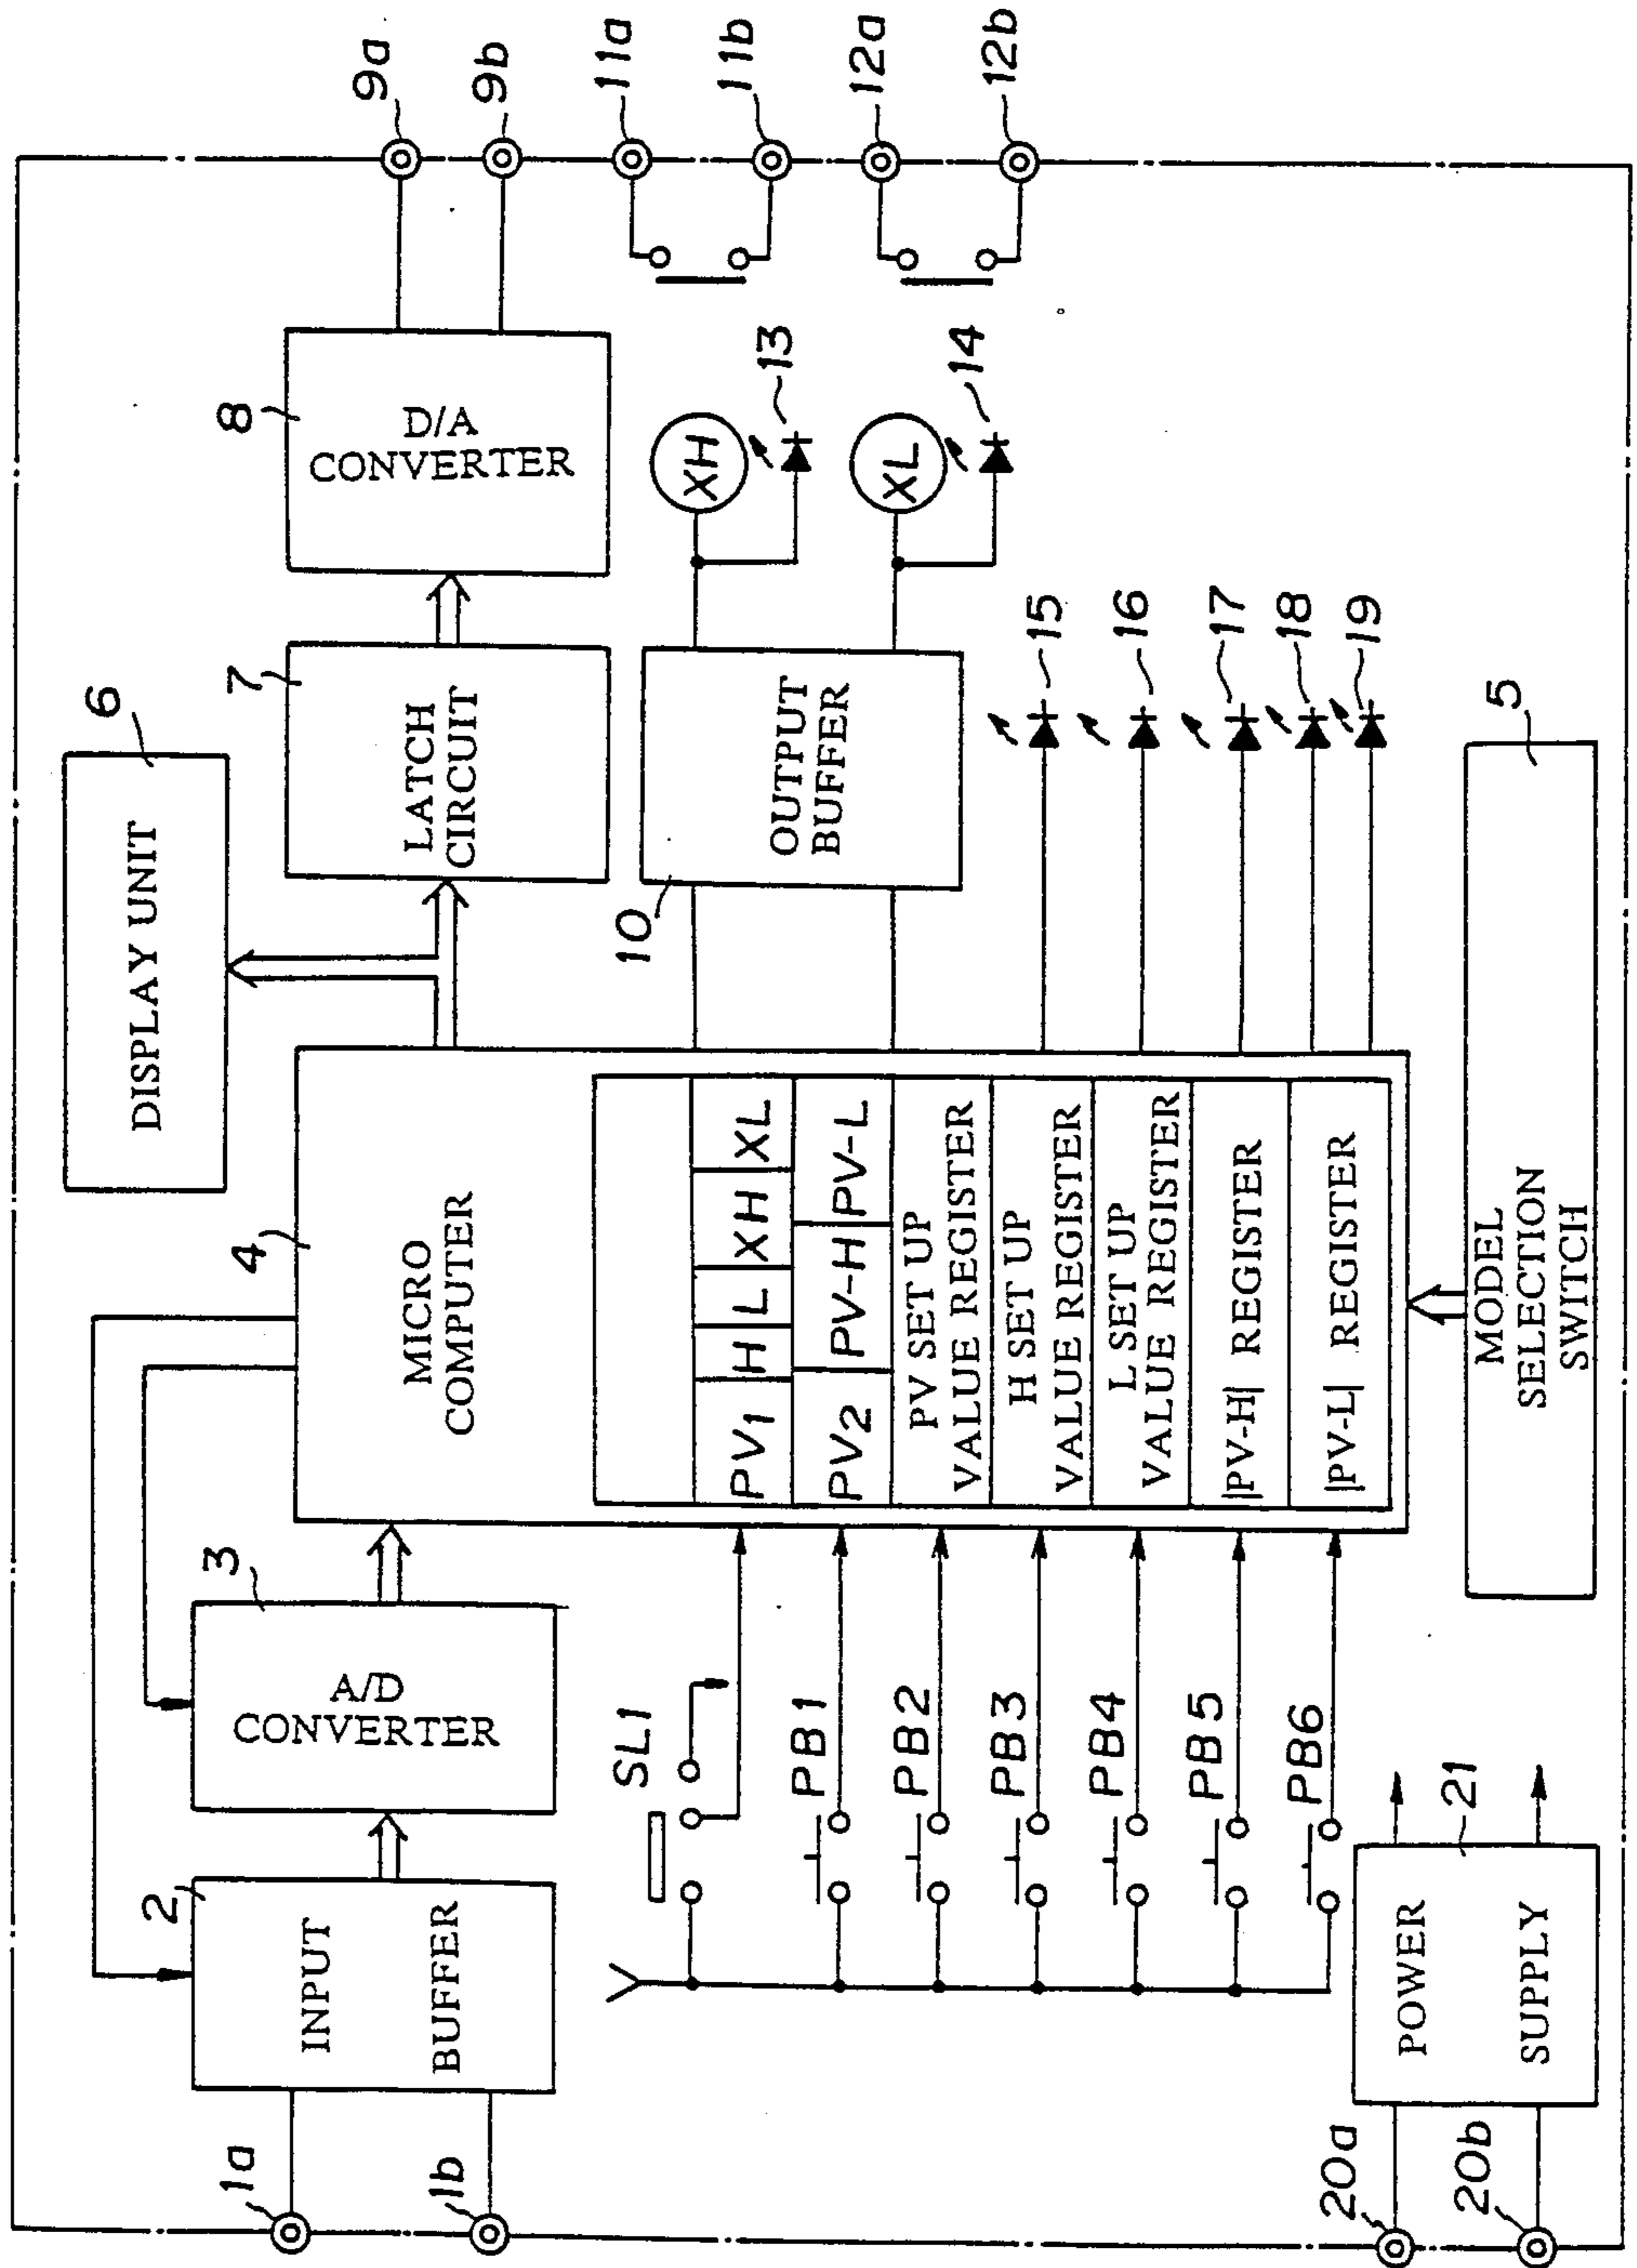 6
DISPLAY UNIT
4
MICRO
COMPUTER
PV1
H
L
XH
XL
PV2
PV-H
PV-L
PV SET UP
VALUE REGISTER
H SET UP
VALUE REGISTER
L SET UP
VALUE REGISTER
|PV-H| REGISTER
|PV-L| REGISTER
2
INPUT
BUFFER
3
A/D
CONVERTER
7
LATCH
CIRCUIT
8
D/A
CONVERTER
10
OUTPUT
BUFFER
XH
13
XL
14
15
16
17
18
19
1a
1b
9a
9b
11a
11b
12a
12b
SL1
PB1
PB2
PB3
PB4
PB5
PB6
20a
20b
21
POWER
SUPPLY
5
MODEL
SELECTION
SWITCH